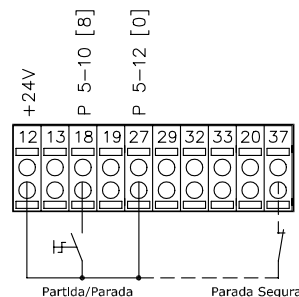 +24V
P 5-10 [8]
P 5-12 [0]
12 13 18 19 27 29 32 33 20 37
Partida/Parada
Parada Segura